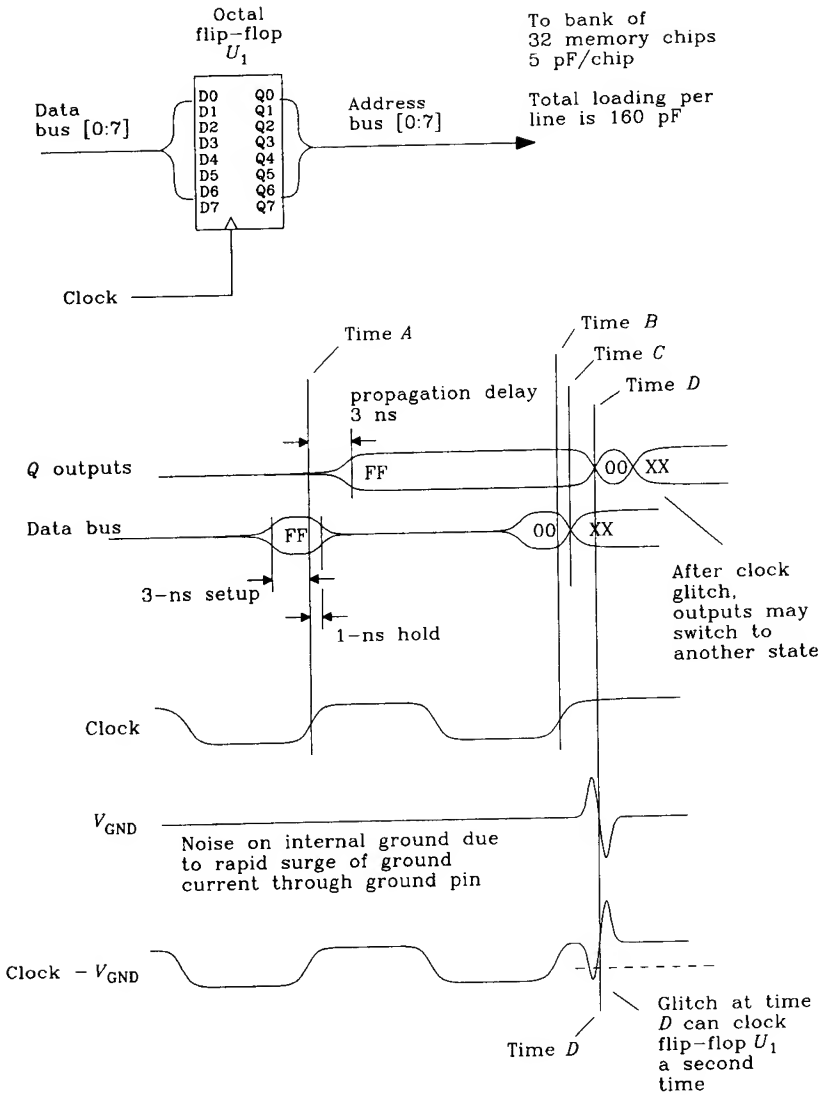 Octal
flip-flop
U1
To bank of
32 memory chips
5 pF/chip
Total loading per
line is 160 pF
Data
bus [0:7]
D0 Q0
D1 Q1
D2 Q2
D3 Q3
D4 Q4
D5 Q5
D6 Q6
D7 Q7
Address
bus [0:7]
Clock
Time A
Time B
Time C
Time D
propagation delay
3 ns
Q outputs
FF
00
XX
Data bus
FF
00
XX
3-ns setup
1-ns hold
After clock
glitch,
outputs may
switch to
another state
Clock
VGND
Noise on internal ground due
to rapid surge of ground
current through ground pin
Clock - VGND
Time D
Glitch at time
D can clock
flip-flop U1
a second
time